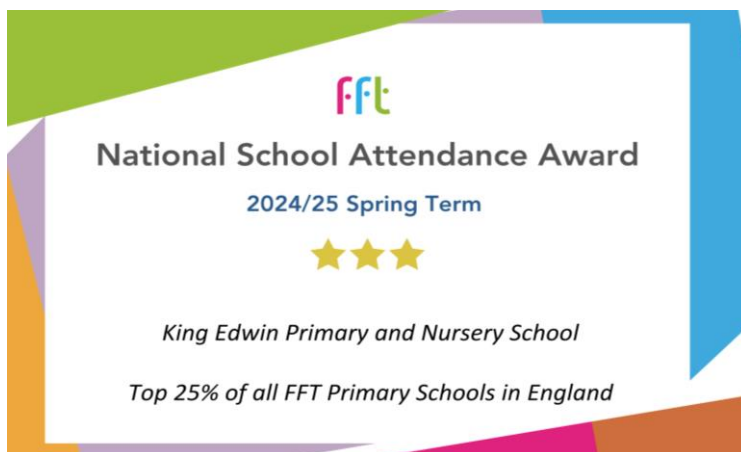 FFT
National School Attendance Award
2024/25 Spring Term
King Edwin Primary and Nursery School
Top 25% of all FFT Primary Schools in England